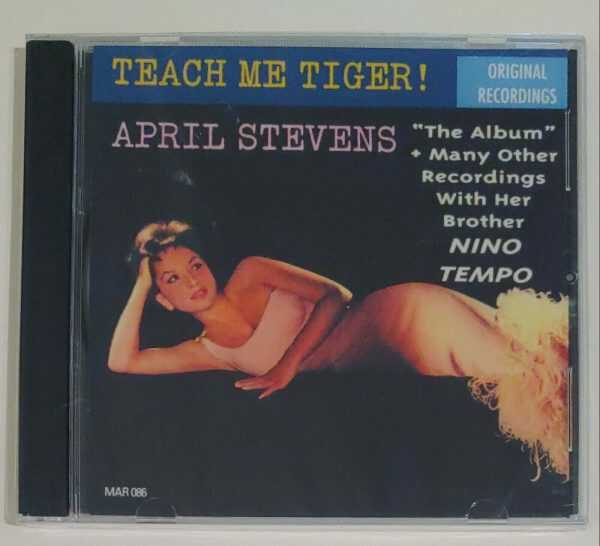 TEACH ME TIGER!
ORIGINAL
RECORDINGS
APRIL STEVENS
"The Album"
+ Many Other
Recordings
With Her
Brother
NINO
TEMPO
MAR 086